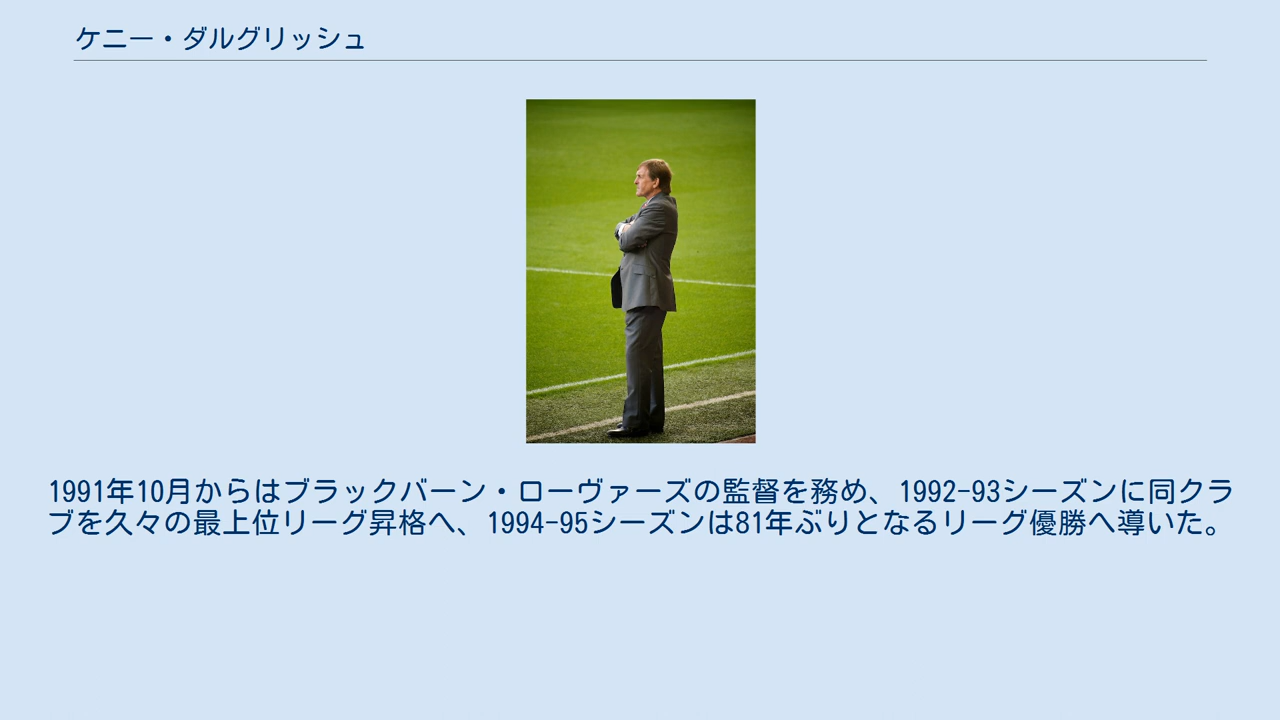 ケニー・ダルグリッシュ
1991年10月からはブラックバーン・ローヴァーズの監督を務め、1992-93シーズンに同クラ
ブを久々の最上位リーグ昇格へ、1994-95シーズンは81年ぶりとなるリーグ優勝へ導いた。